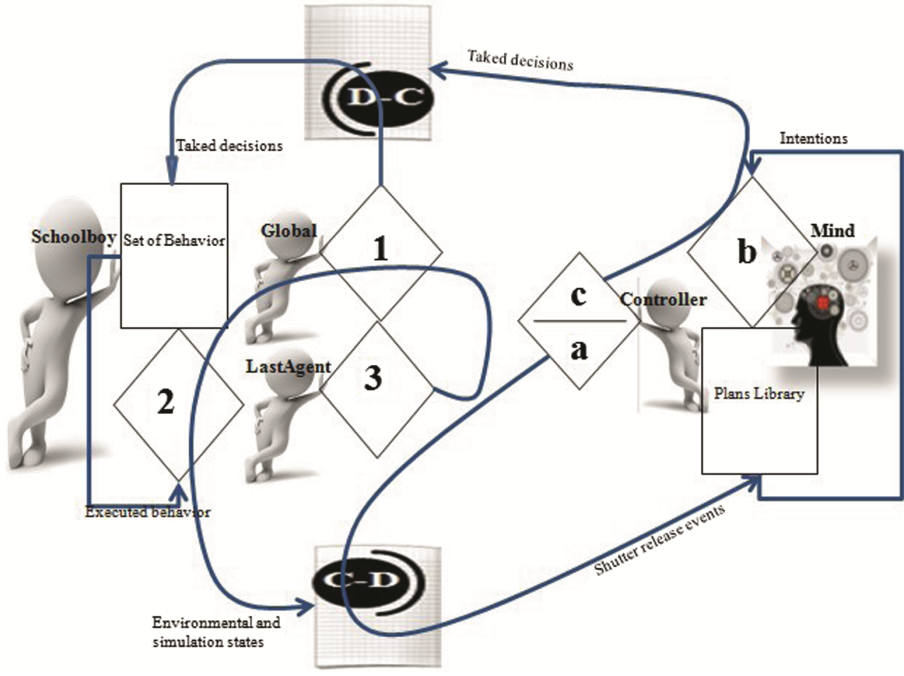 Taked decisions
D-C
Taked decisions
Intentions
Schoolboy
Set of Behavior
Global
1
b
Mind
c
Controller
a
LastAgent
3
2
Plans Library
Executed behavior
Shutter release events
C-D
Environmental and
simulation states